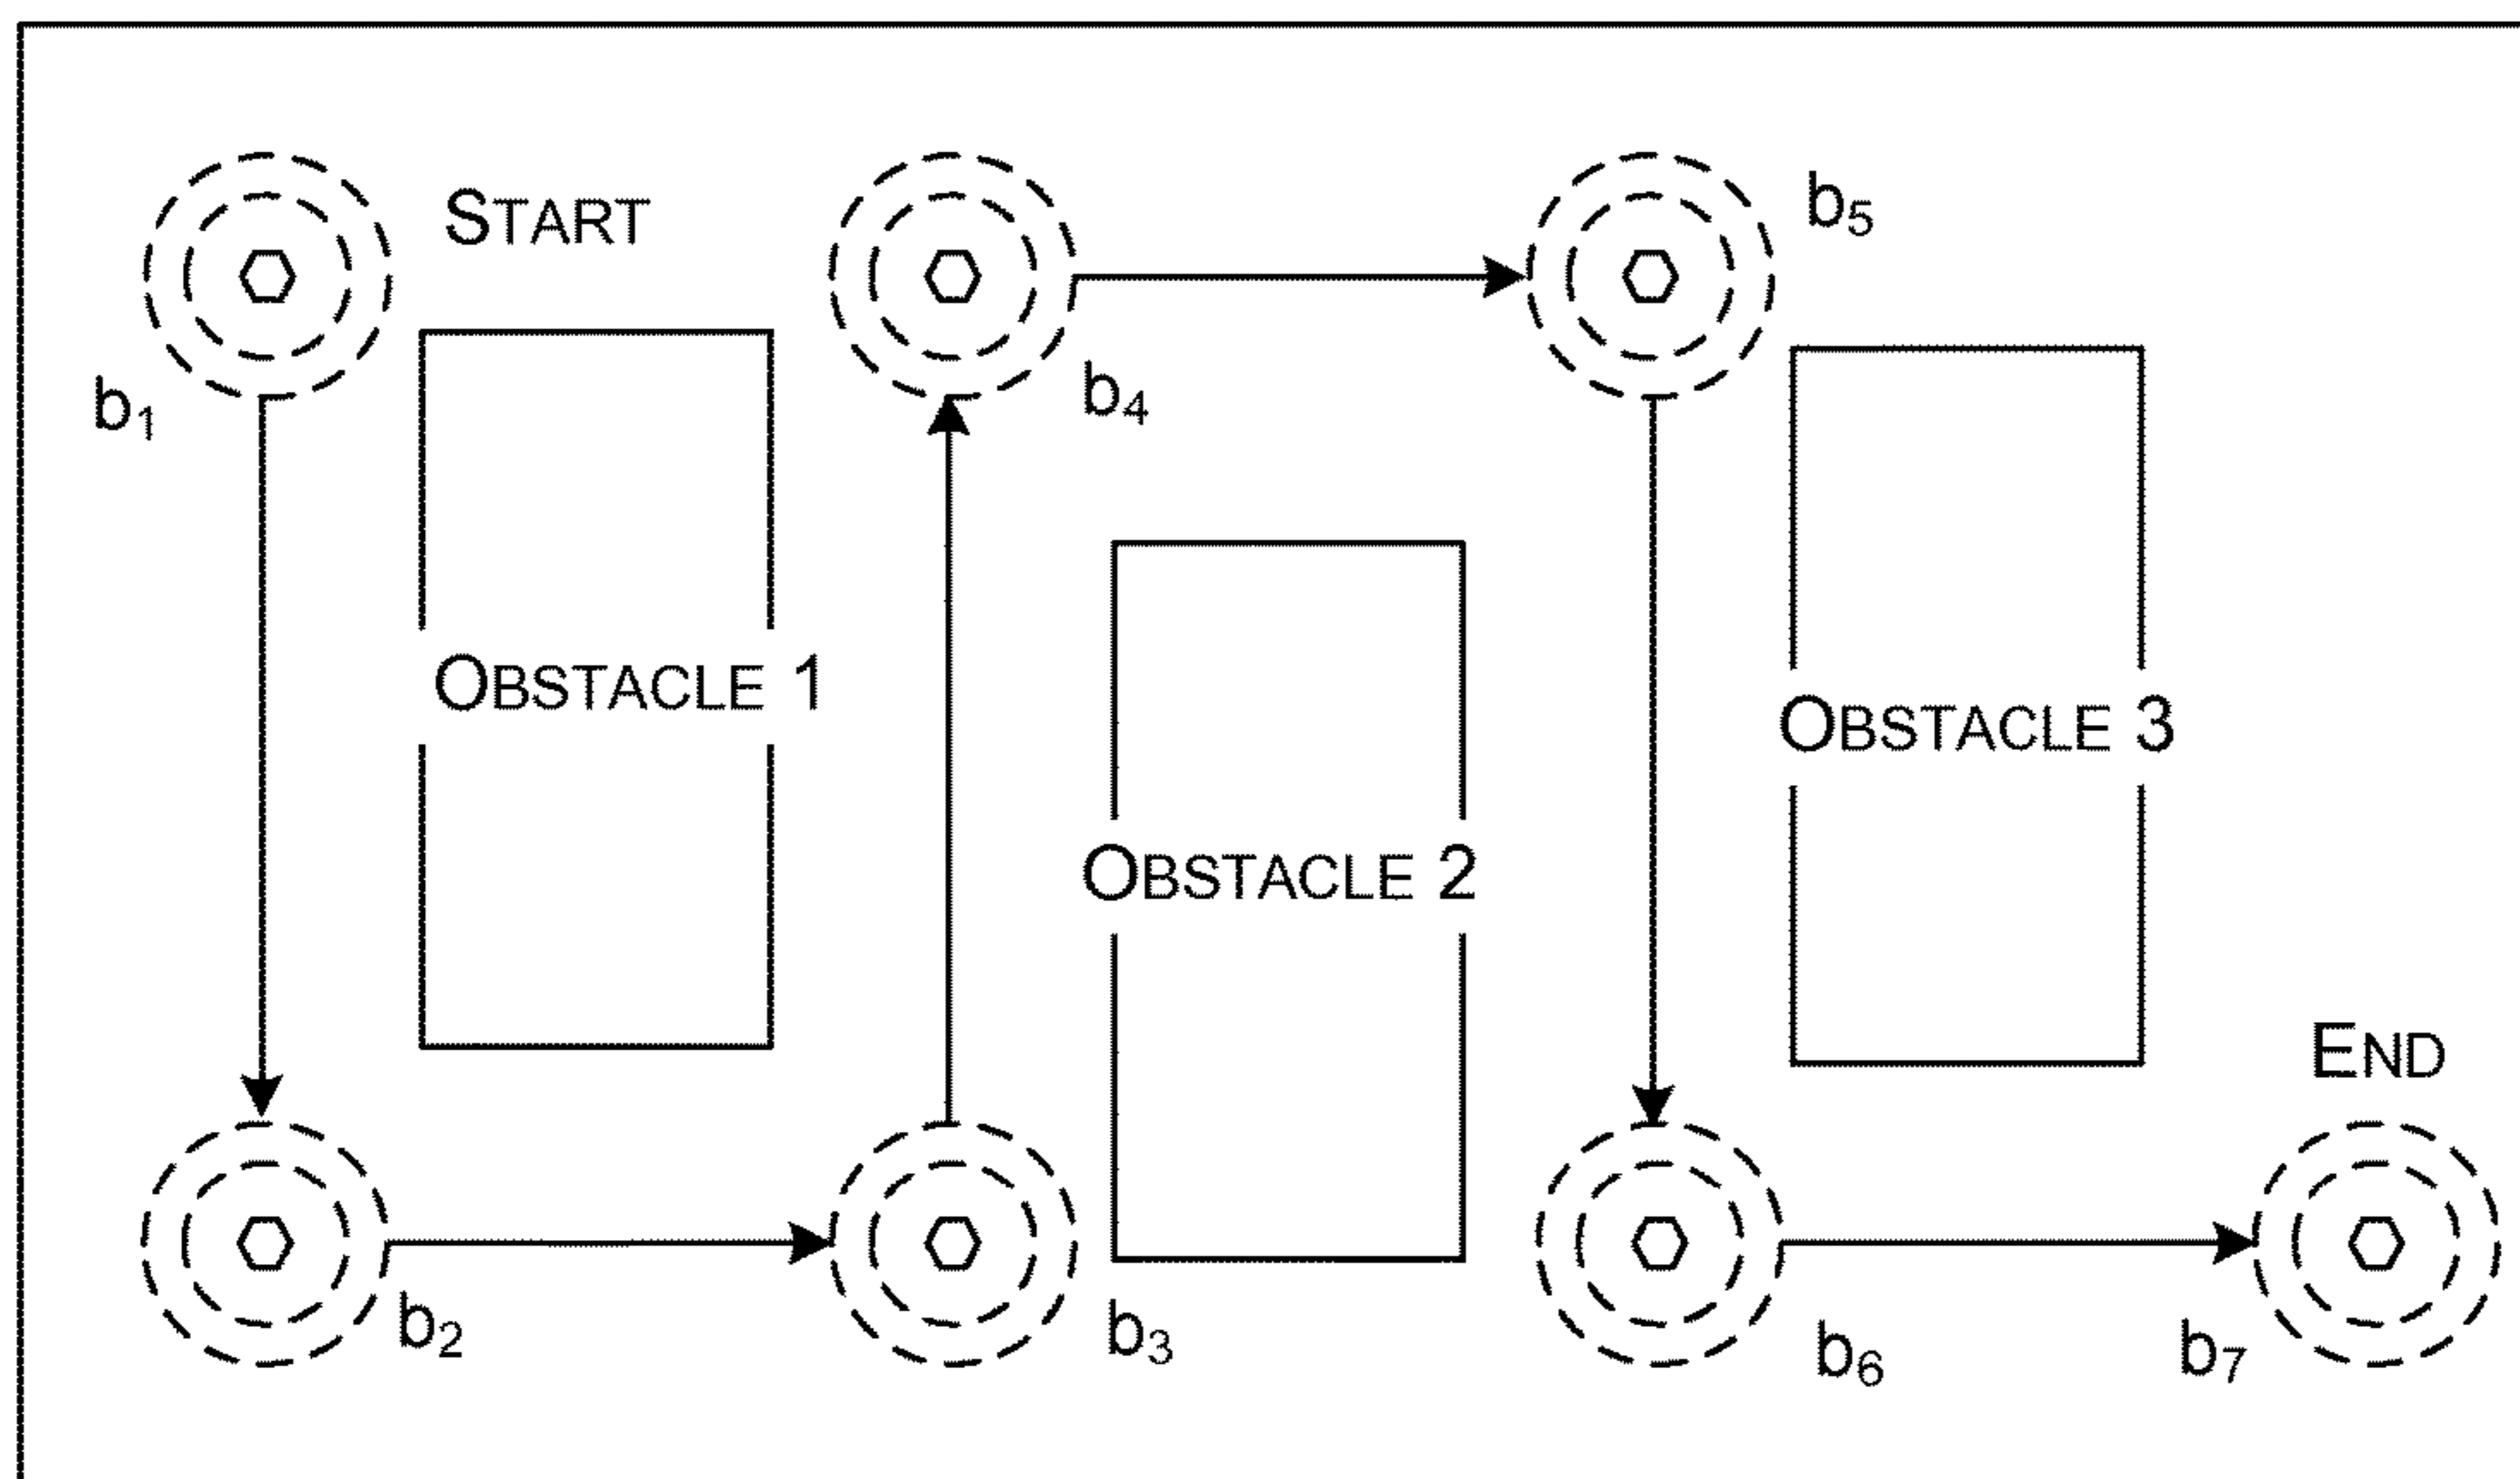 START
b₅
b₁
b₄
OBSTACLE 1
OBSTACLE 3
OBSTACLE 2
END
b₂
b₃
b₆
b₇